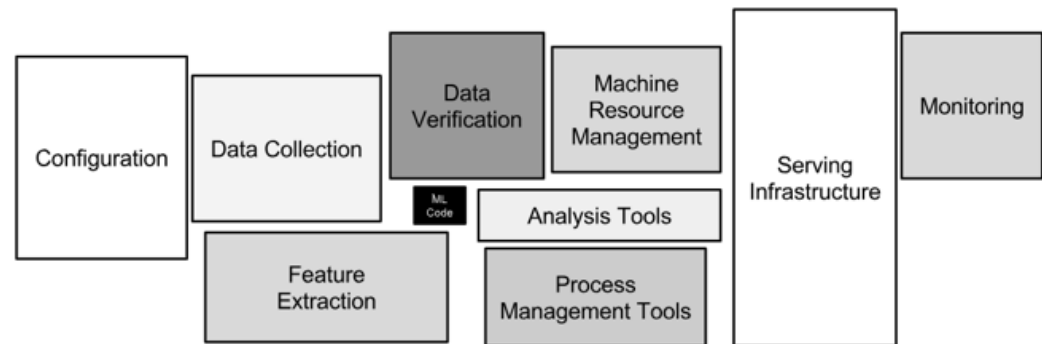 Configuration
Data Collection
Feature
Extraction
Data
Verification
ML
Code
Machine
Resource
Management
Analysis Tools
Process
Management Tools
Serving
Infrastructure
Monitoring